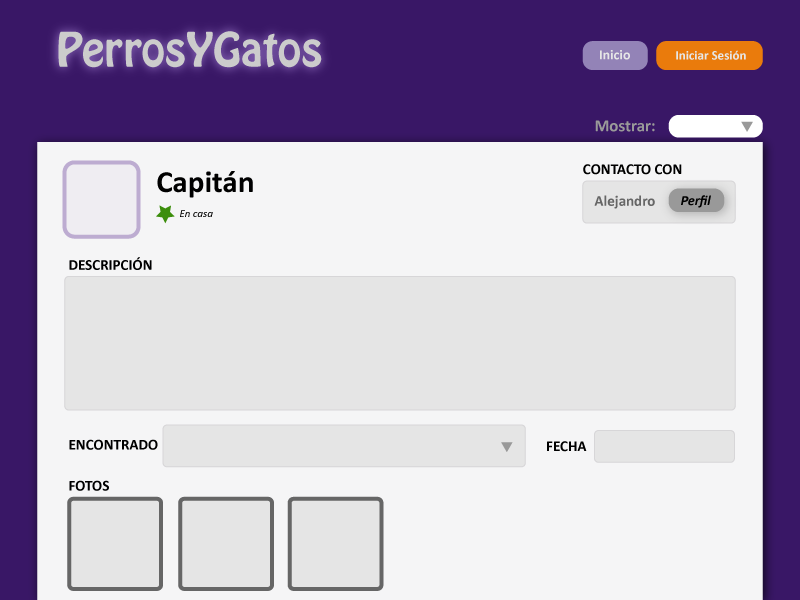 PerrosYGatos
Inicio
Iniciar Sesión
Mostrar:
Capitán
En casa
CONTACTO CON
Alejandro
Perfil
DESCRIPCIÓN
ENCONTRADO
FECHA
FOTOS